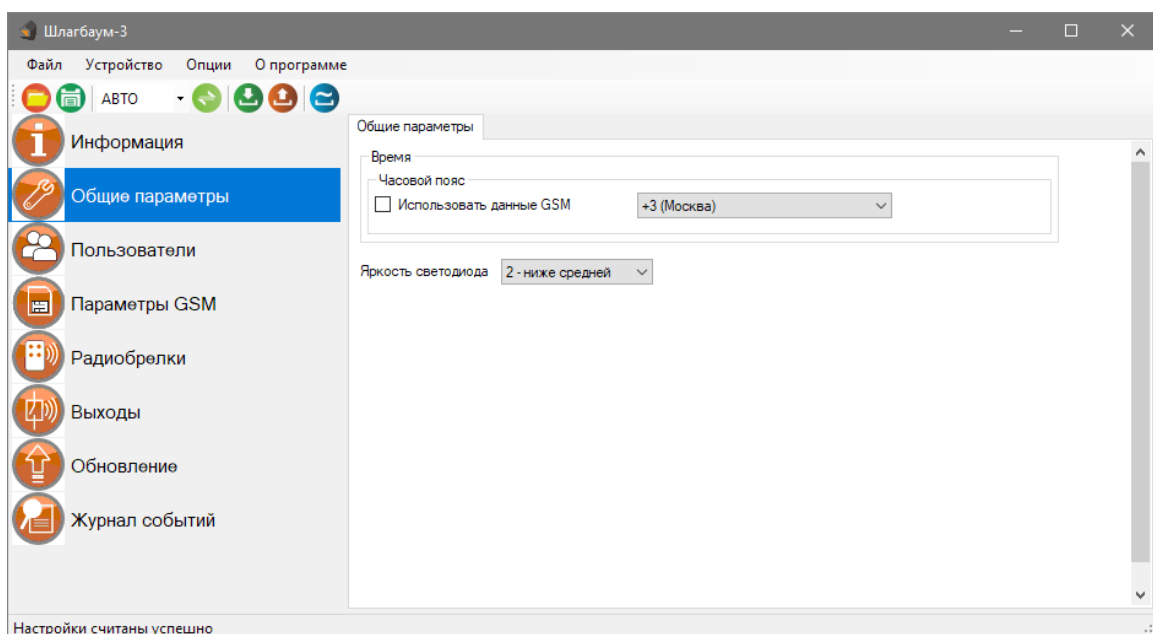 Шлагбаум-3
Файл Устройство Опции О программе
АВТО
Информация
Общие параметры
Пользователи
Параметры GSM
Радиобрелки
Выходы
Обновление
Журнал событий
Общие параметры
Время
Часовой пояс
Использовать данные GSM +3 (Москва)
Яркость светодиода 2 - ниже средней
Настройки считаны успешно